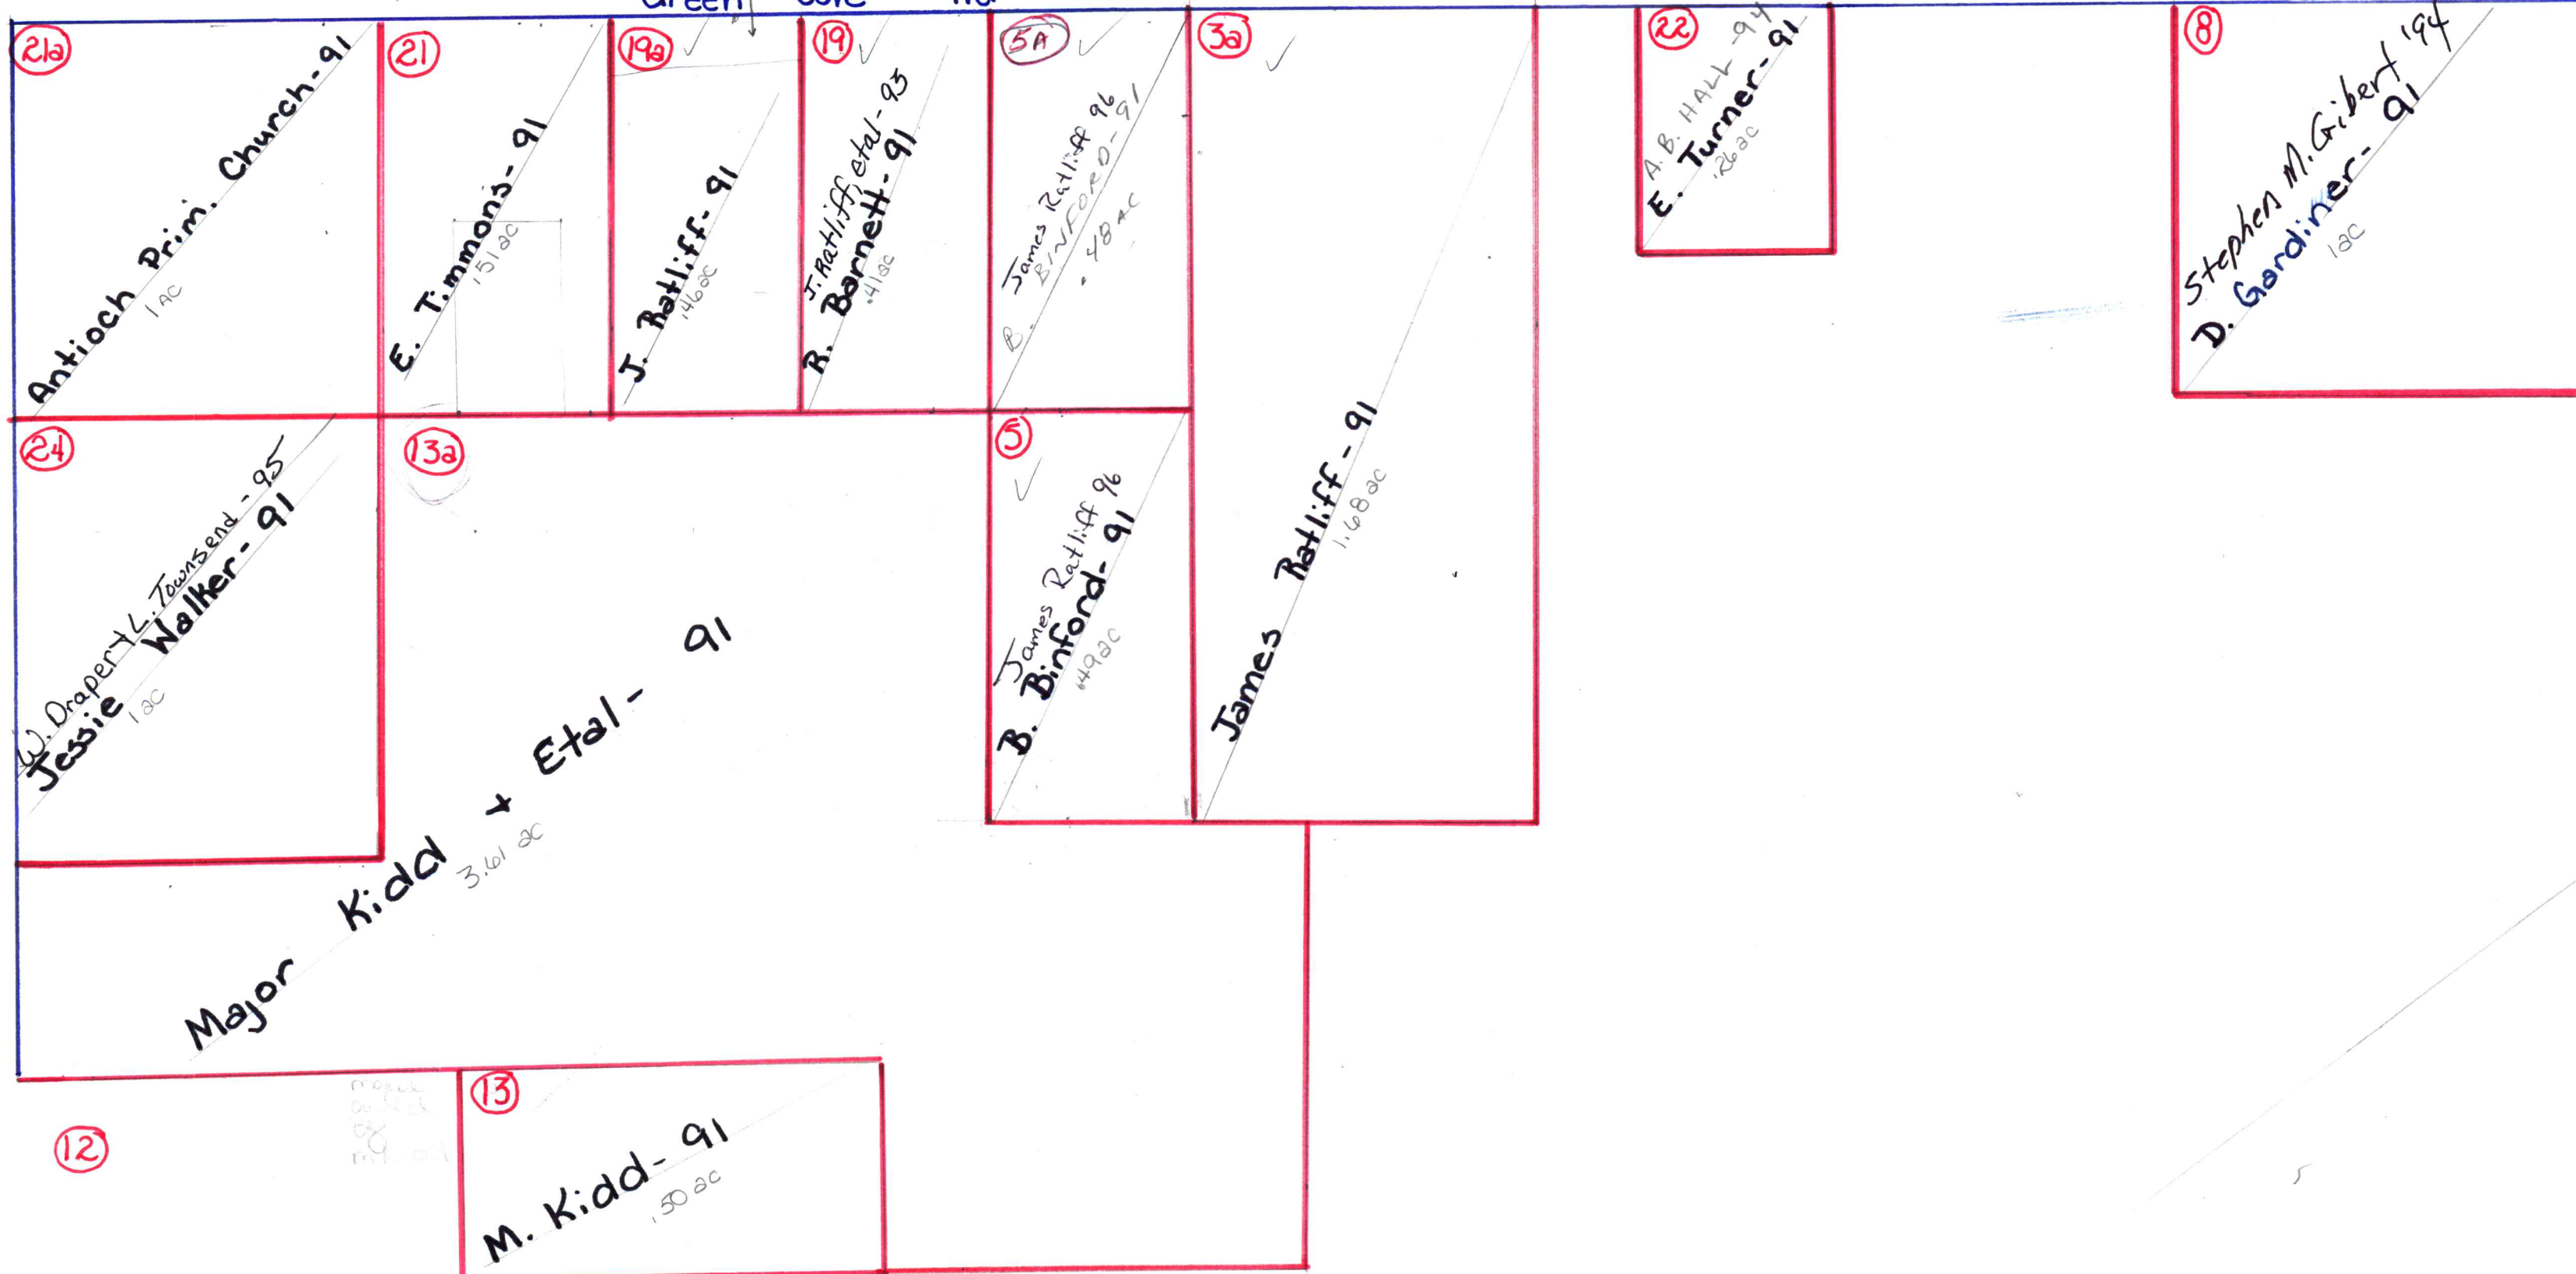 Green Cove Rd
21a
Antioch Prim. Church - 91
1 AC
21
E. Timmons - 91
.51 ac
19a
J. Ratliff - 91
.46 ac
19
J. Ratliff, etal - 93
R. Barnett - 91
.41 ac
5A
James Ratliff 96
B. BINFORD - 91
.48 AC
3a
James Ratliff - 91
1.68 ac
22
A. B. HALL - 94
E. Turner - 91
.26 ac
8
Stephen M. Gibert '94
D. Gardiner - 91
1 ac
24
W. Draper + L. Townsend - 95
Jessie Walker - 91
1 ac
13a
Major Kidd + Etal - 91
3.61 ac
5
James Ratliff 96
B. Binford - 91
.49 ac
12
13
M. Kidd - 91
.50 ac